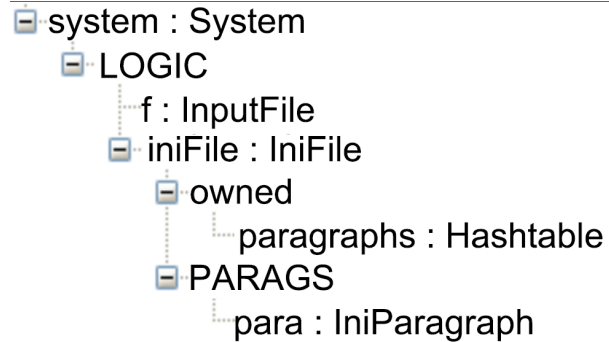 system : System
LOGIC
f : InputFile
iniFile : IniFile
owned
paragraphs : Hashtable
PARAGS
para : IniParagraph